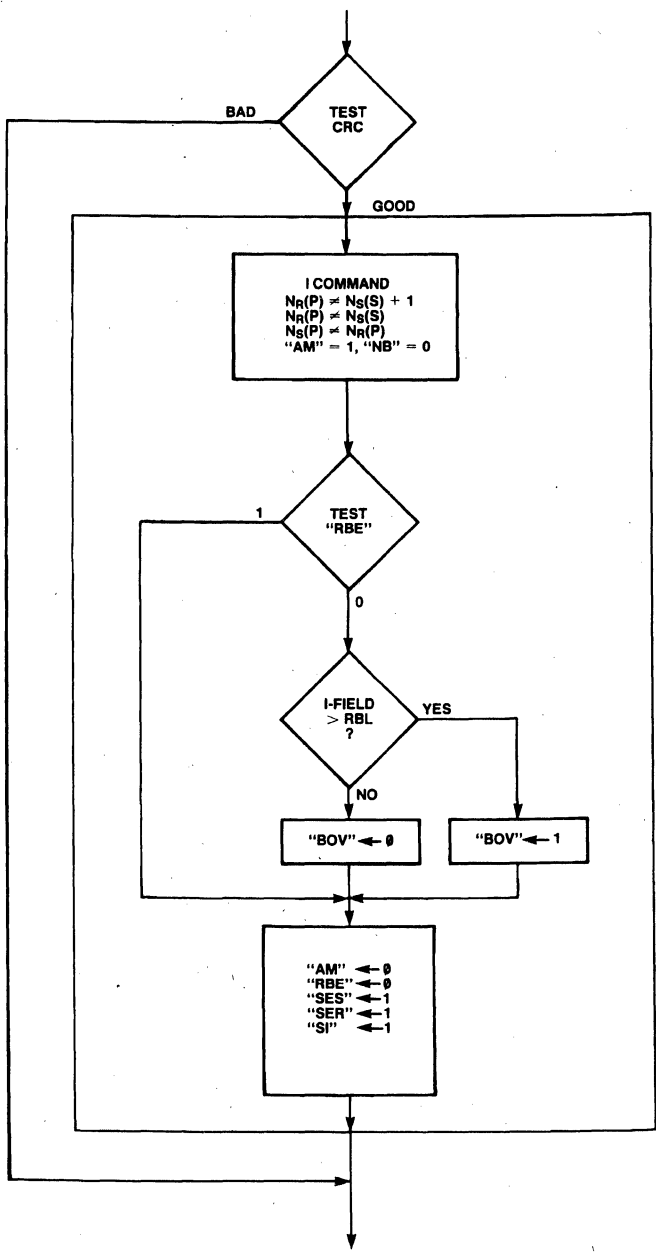 TEST
CRC
BAD
GOOD
I COMMAND
N_R(P) ≠ N_S(S) + 1
N_R(P) ≠ N_S(S)
N_S(P) ≠ N_R(P)
“AM” = 1, “NB” = 0
TEST
“RBE”
1
0
I-FIELD
> RBL
?
YES
NO
“BOV” ← 0
“BOV” ← 1
“AM” ← 0
“RBE” ← 0
“SES” ← 1
“SER” ← 1
“SI” ← 1